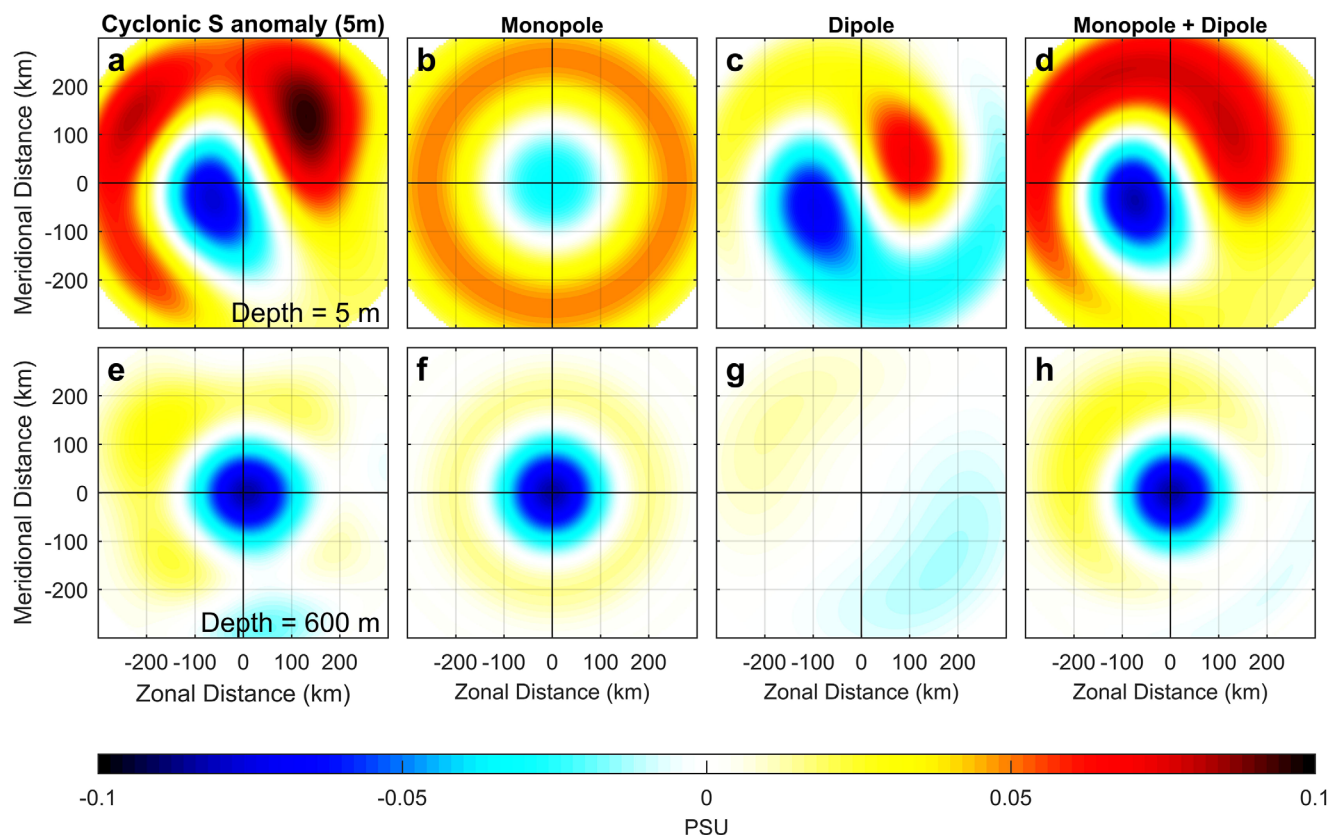 Cyclonic S anomaly (5m) Monopole Dipole Monopole + Dipole
a b c d
Meridional Distance (km)
200
100
0
-100
-200
Depth = 5 m
e f g h
Meridional Distance (km)
200
100
0
-100
-200
Depth = 600 m
-200 -100 0 100 200 -200 -100 0 100 200 -200 -100 0 100 200 -200 -100 0 100 200
Zonal Distance (km) Zonal Distance (km) Zonal Distance (km) Zonal Distance (km)
-0.1 -0.05 0 0.05 0.1
PSU